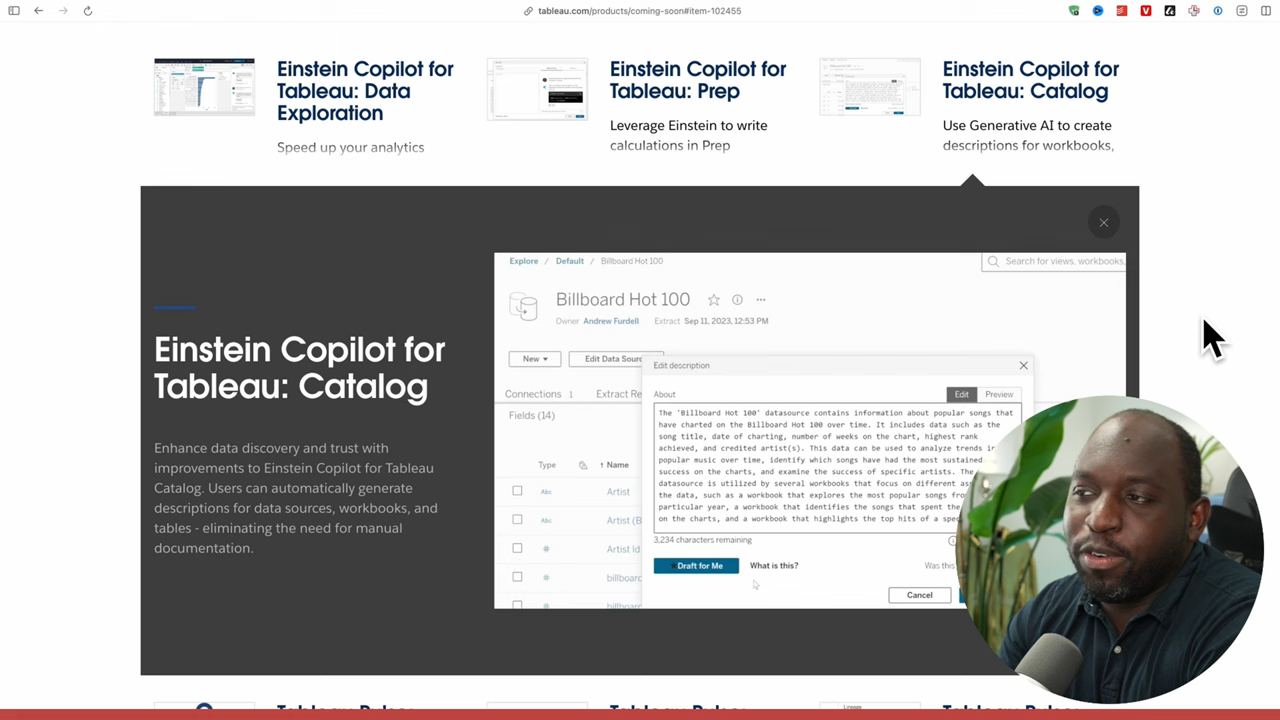 tableau.com/products/coming-soon#item-102455
Einstein Copilot for
Tableau: Data
Exploration
Speed up your analytics
Einstein Copilot for
Tableau: Prep
Leverage Einstein to write
calculations in Prep
Einstein Copilot for
Tableau: Catalog
Use Generative AI to create
descriptions for workbooks,
Einstein Copilot for
Tableau: Catalog
Enhance data discovery and trust with
improvements to Einstein Copilot for Tableau
Catalog. Users can automatically generate
descriptions for data sources, workbooks, and
tables - eliminating the need for manual
documentation.
Explore / Default / Billboard Hot 100
Search for views, workbooks,
Billboard Hot 100
Owner Andrew Furdell Extract Sep 11, 2023, 12:53 PM
New
Edit Data
Connections 1 Extract
Fields (14)
Type Name
Abc Artist
Abc Artist
# Artist Id
# billboard
Edit description
About
Edit Preview
The 'Billboard Hot 100' datasource contains information about popular songs that
have charted on the Billboard Hot 100 over time. It includes data such as the
song title, date of charting, number of weeks on the chart, highest rank
achieved, and credited artist(s). This data can be used to analyze trends in
popular music over time, identify which songs have had the most sustained
success on the charts, and examine the success of specific artists. The
datasource is utilized by several workbooks that focus on different
the data, such as a workbook that explores the most popular songs
particular year, a workbook that identifies the songs that spent the
on the charts, and a workbook that highlights the top hits of a
3,234 characters remaining
Draft for Me What is this? Was this
Cancel